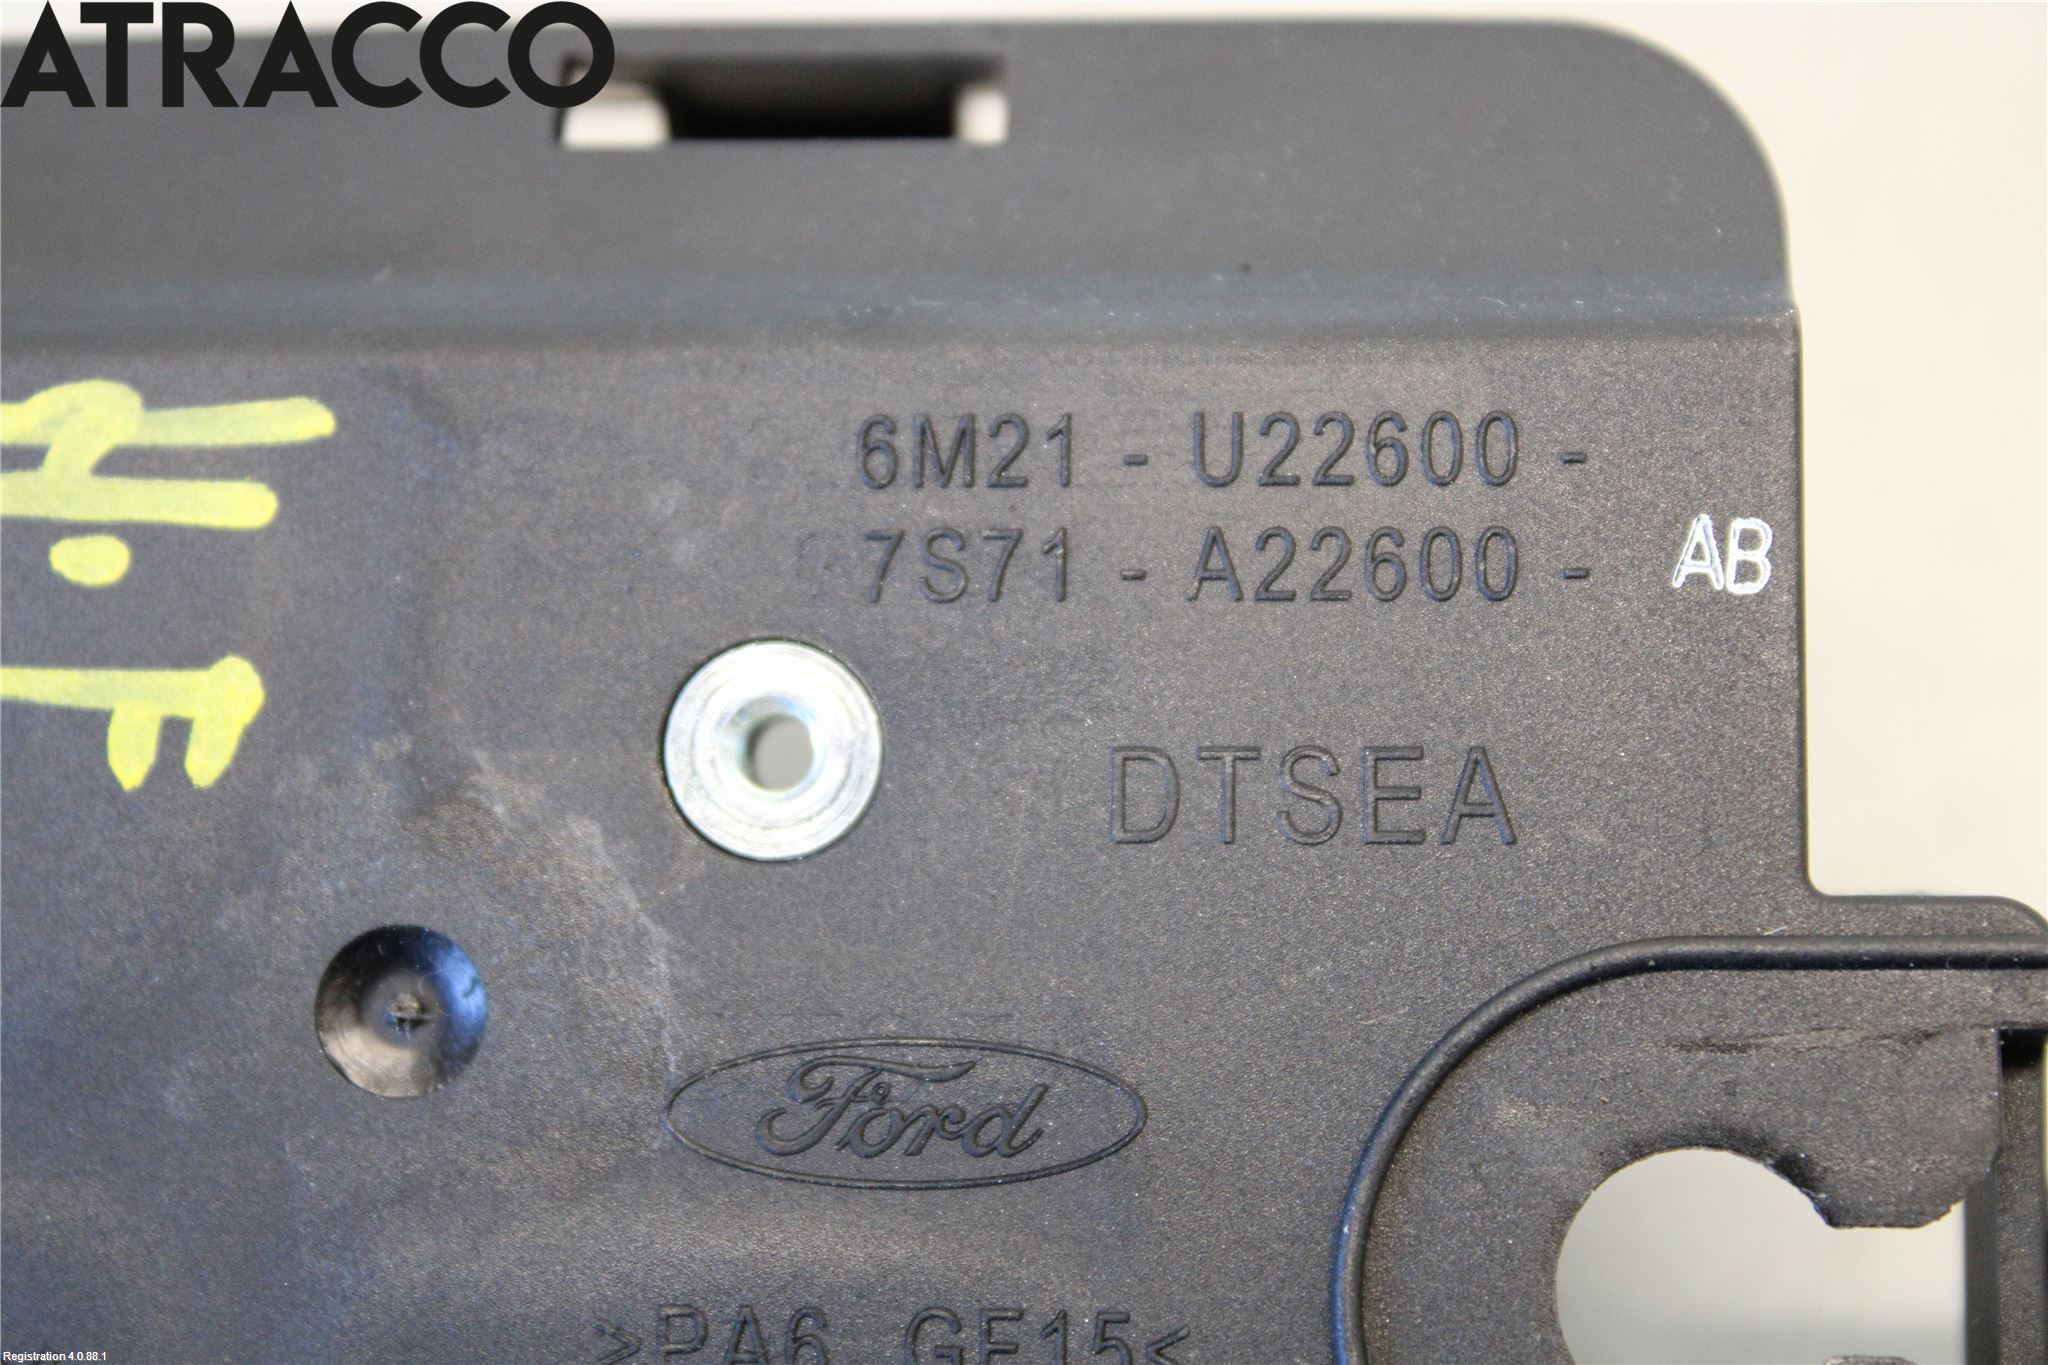 ATRACCO
6M21 - U22600 -
7S71 - A22600 - AB
H.F
DTSEA
Ford
>PA6 GF15<
Registration 4.0.88.1